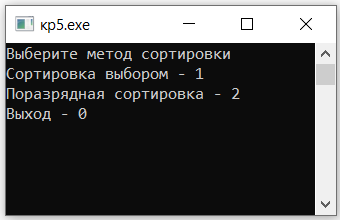 кр5.exe
Выберите метод сортировки
Сортировка выбором - 1
Поразрядная сортировка - 2
Выход - 0